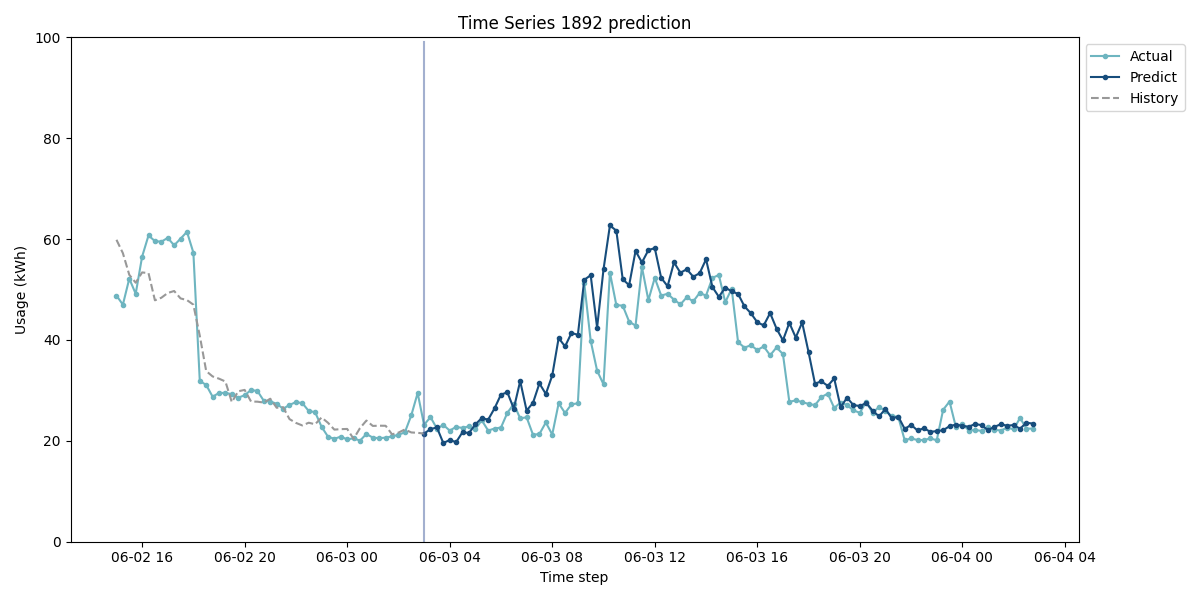 Time Series 1892 prediction
100
80
60
40
20
0
Usage (kWh)
06-02 16
06-02 20
06-03 00
06-03 04
06-03 08
06-03 12
06-03 16
06-03 20
06-04 00
06-04 04
Time step
Actual
Predict
History